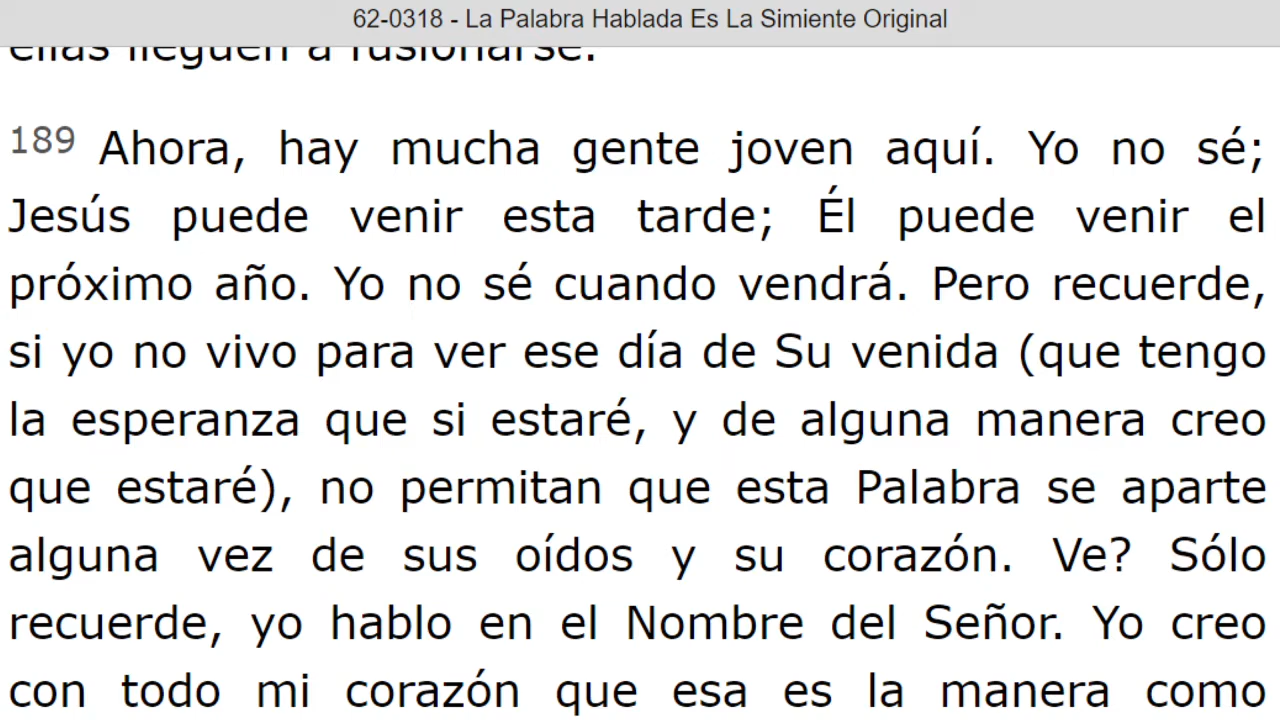 62-0318 - La Palabra Hablada Es La Simiente Original
ellas lleguen a fusionarse.
189 Ahora, hay mucha gente joven aquí. Yo no sé;
Jesús puede venir esta tarde; Él puede venir el
próximo año. Yo no sé cuando vendrá. Pero recuerde,
si yo no vivo para ver ese día de Su venida (que tengo
la esperanza que si estaré, y de alguna manera creo
que estaré), no permitan que esta Palabra se aparte
alguna vez de sus oídos y su corazón. Ve? Sólo
recuerde, yo hablo en el Nombre del Señor. Yo creo
con todo mi corazón que esa es la manera como